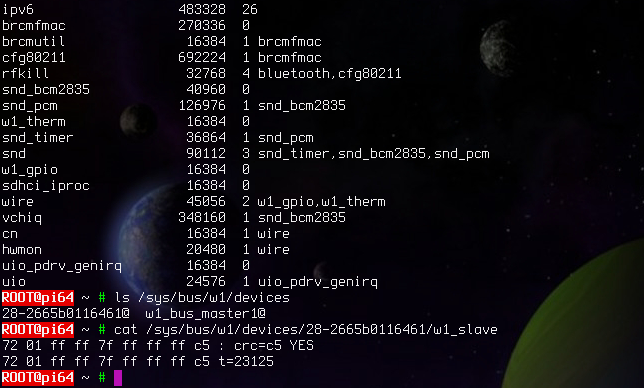 ipv6 483328 26
brcmfmac 270336 0
brcmutil 16384 1 brcmfmac
cfg80211 692224 1 brcmfmac
rfkill 32768 4 bluetooth,cfg80211
snd_bcm2835 40960 0
snd_pcm 126976 1 snd_bcm2835
w1_therm 16384 0
snd_timer 36864 1 snd_pcm
snd 90112 3 snd_timer,snd_bcm2835,snd_pcm
w1_gpio 16384 0
sdhci_iproc 16384 0
wire 45056 2 w1_gpio,w1_therm
vchiq 348160 1 snd_bcm2835
cn 16384 1 wire
hwmon 20480 1 wire
uio_pdrv_genirq 16384 0
uio 24576 1 uio_pdrv_genirq
ROOT@pi64 ~ # ls /sys/bus/w1/devices
28-2665b0116461@ w1_bus_master1@
ROOT@pi64 ~ # cat /sys/bus/w1/devices/28-2665b0116461/w1_slave
72 01 ff ff 7f ff ff ff c5 : crc=c5 YES
72 01 ff ff 7f ff ff ff c5 t=23125
ROOT@pi64 ~ #